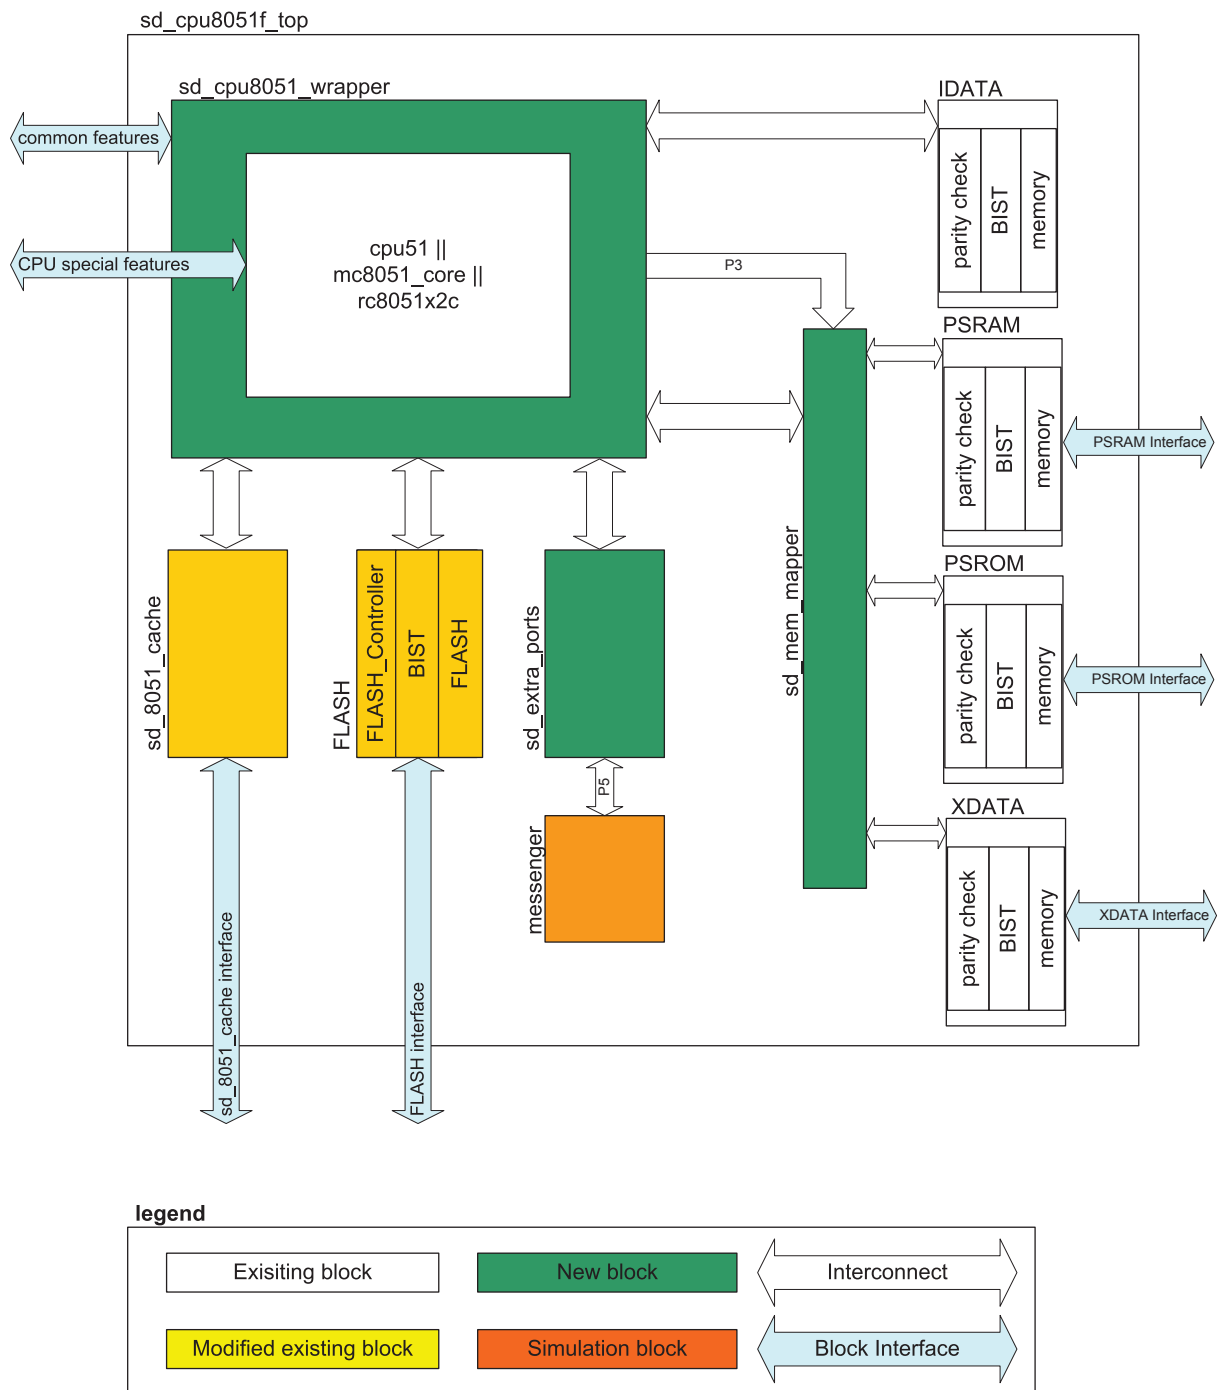 sd_cpu8051f_top
sd_cpu8051_wrapper
IDATA
common features
parity check
BIST
memory
cpu51 ||
mc8051_core ||
rc8051x2c
CPU special features
P3
PSRAM
parity check
BIST
memory
PSRAM Interface
sd_mem_mapper
sd_8051_cache
FLASH
FLASH_Controller
BIST
FLASH
sd_extra_ports
PSROM
parity check
BIST
memory
PSROM Interface
P5
messenger
XDATA
parity check
BIST
memory
XDATA Interface
sd_8051_cache interface
FLASH interface
legend
Exisiting block
New block
Interconnect
Modified existing block
Simulation block
Block Interface